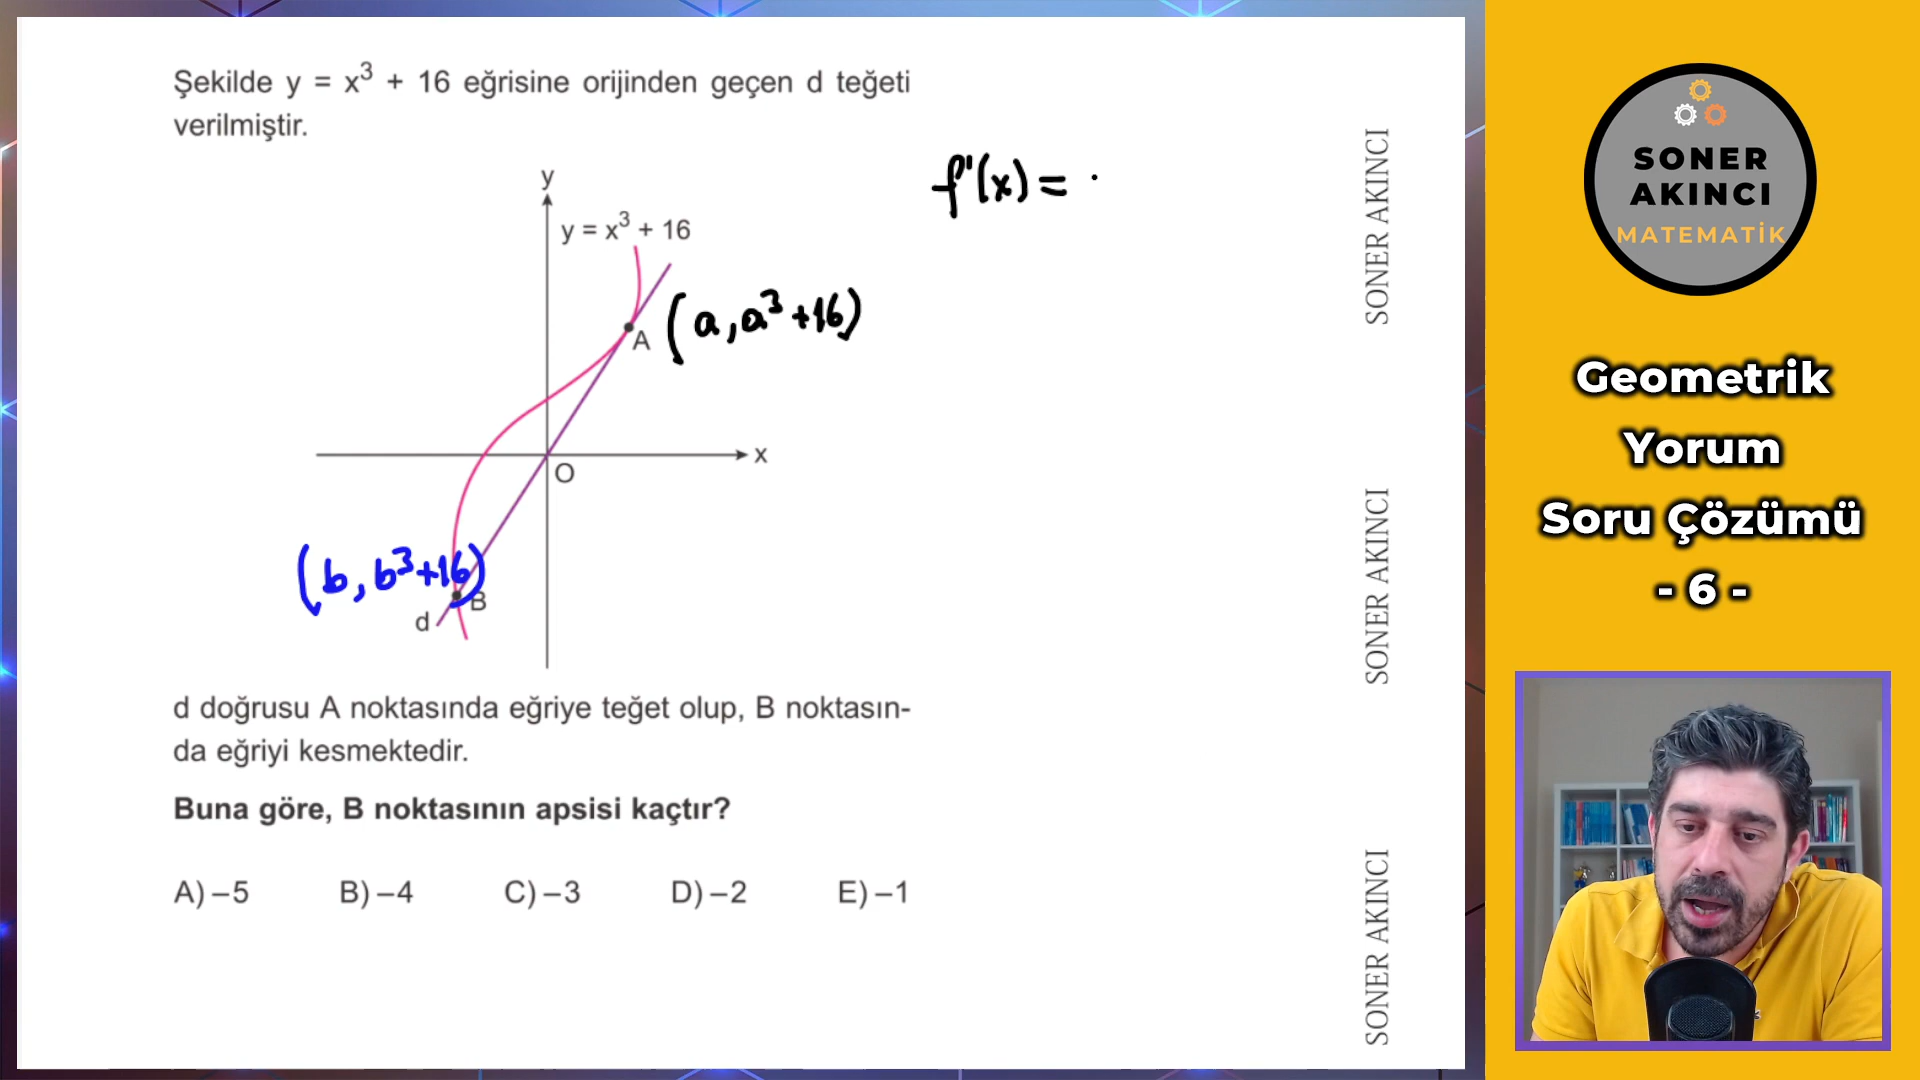 Şekilde y = x³ + 16 eğrisine orijinden geçen d teğeti
verilmiştir.
f'(x) = ·
y
y = x³ + 16
A
(a, a³+16)
x
O
(b, b³+16)
B
d
d doğrusu A noktasında eğriye teğet olup, B noktasın-
da eğriyi kesmektedir.
Buna göre, B noktasının apsisi kaçtır?
A) –5 B) –4 C) –3 D) –2 E) –1
SONER AKINCI
SONER AKINCI
SONER AKINCI
SONER
AKINCI
MATEMATİK
Geometrik
Yorum
Soru Çözümü
- 6 -